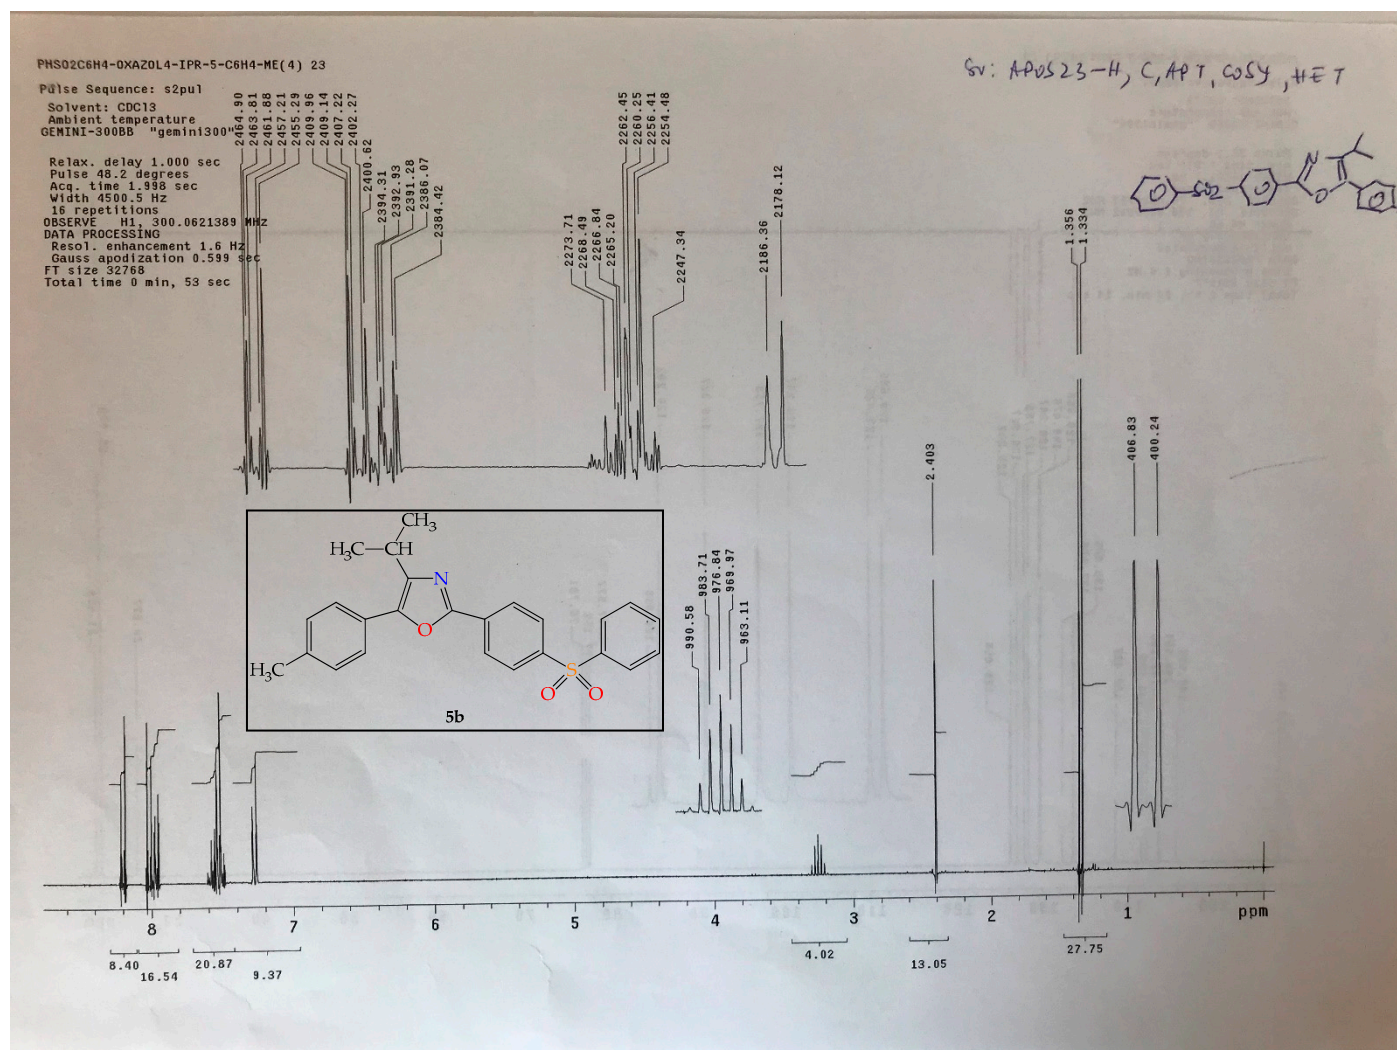 PHSO2C6H4-OXAZOL4-IPR-5-C6H4-ME(4) 23
Pulse Sequence: s2pul
Solvent: CDCl3
Ambient temperature
GEMINI-300BB "gemini300"
Relax. delay 1.000 sec
Pulse 48.2 degrees
Acq. time 1.998 sec
Width 4500.5 Hz
16 repetitions
OBSERVE H1, 300.0621389 MHz
DATA PROCESSING
Resol. enhancement 1.6 Hz
Gauss apodization 0.599 sec
FT size 32768
Total time 0 min, 53 sec
Sv: APOS23-H, C, APT, COSY, HET
N
SO2
O
2464.90
2463.81
2461.88
2457.21
2455.29
2409.96
2409.14
2407.22
2402.27
2400.62
2394.31
2392.93
2391.28
2386.07
2384.42
2273.71
2268.49
2266.84
2265.20
2262.45
2260.25
2256.41
2254.48
2247.34
2186.36
2178.12
1.356
1.334
2.403
406.83
400.24
990.58
983.71
976.84
969.97
963.11
CH3
H3C
CH
N
O
H3C
S
O
O
5b
8
7
6
5
4
3
2
1
ppm
8.40
16.54
20.87
9.37
4.02
13.05
27.75